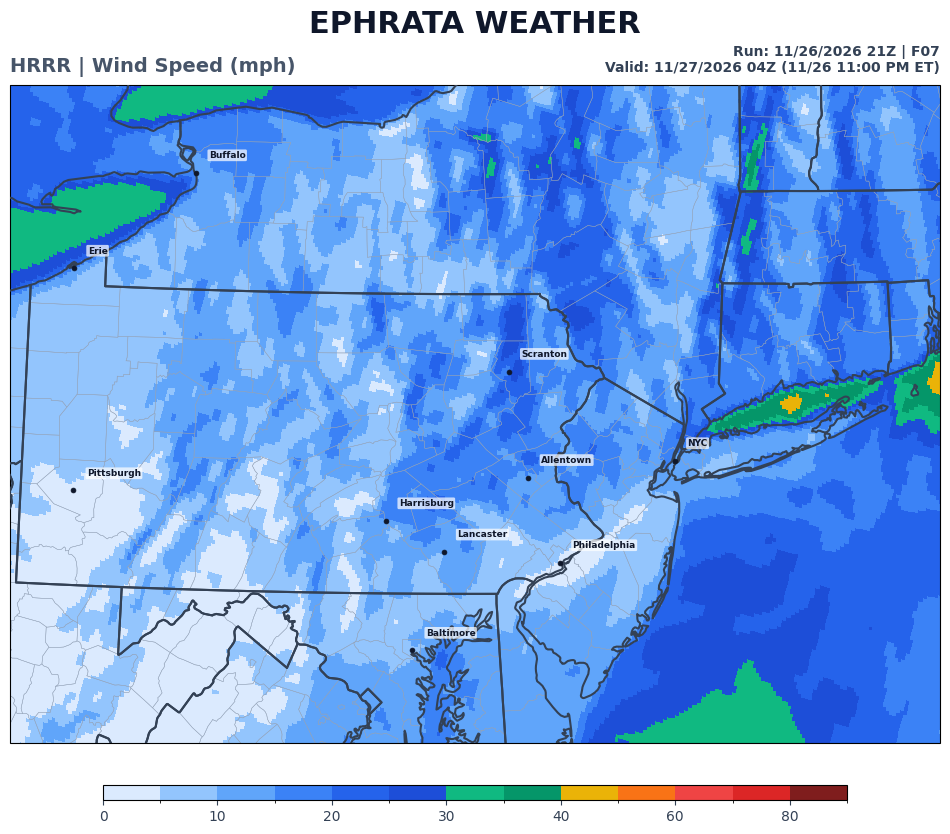 EPHRATA WEATHER
HRRR | Wind Speed (mph)
Run: 11/26/2026 21Z | F07
Valid: 11/27/2026 04Z (11/26 11:00 PM ET)
Buffalo
Erie
Scranton
NYC
Allentown
Pittsburgh
Harrisburg
Lancaster
Philadelphia
Baltimore
0 10 20 30 40 50 60 70 80